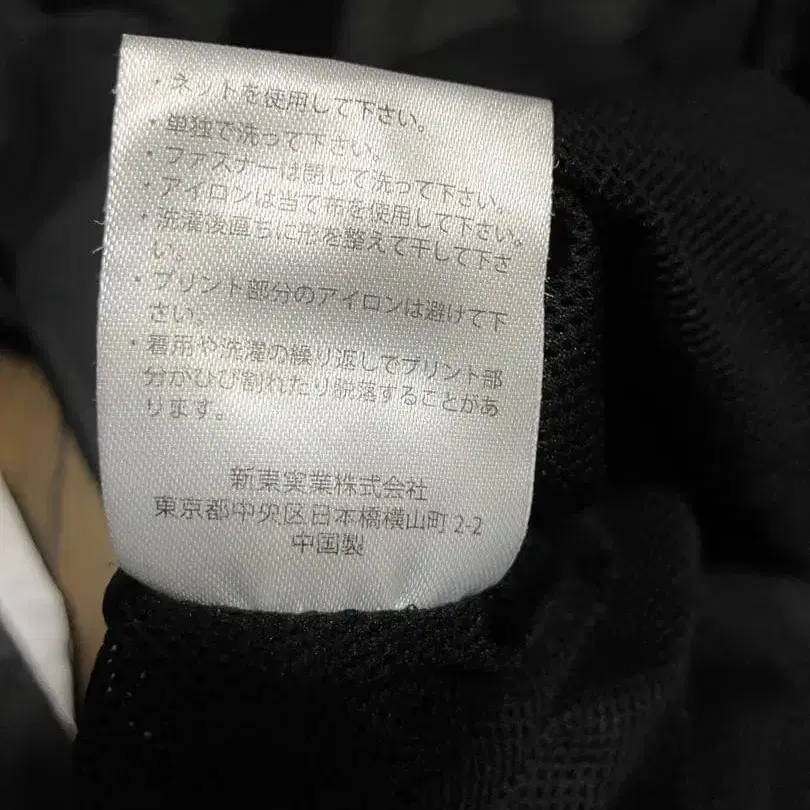 ・ネットを使用して下さい。
・単独で洗って下さい。
・ファスナーは閉じて洗って下さい。
・アイロンは当て布を使用して下さい。
・洗濯後直ちに形を整えて干して下さ
い。
・プリント部分のアイロンは避けて下
さい。
・着用や洗濯の繰り返しでプリント部
分がひび割れたり脱落することがあ
ります。
新東実業株式会社
東京都中央区日本橋横山町 2-2
中国製